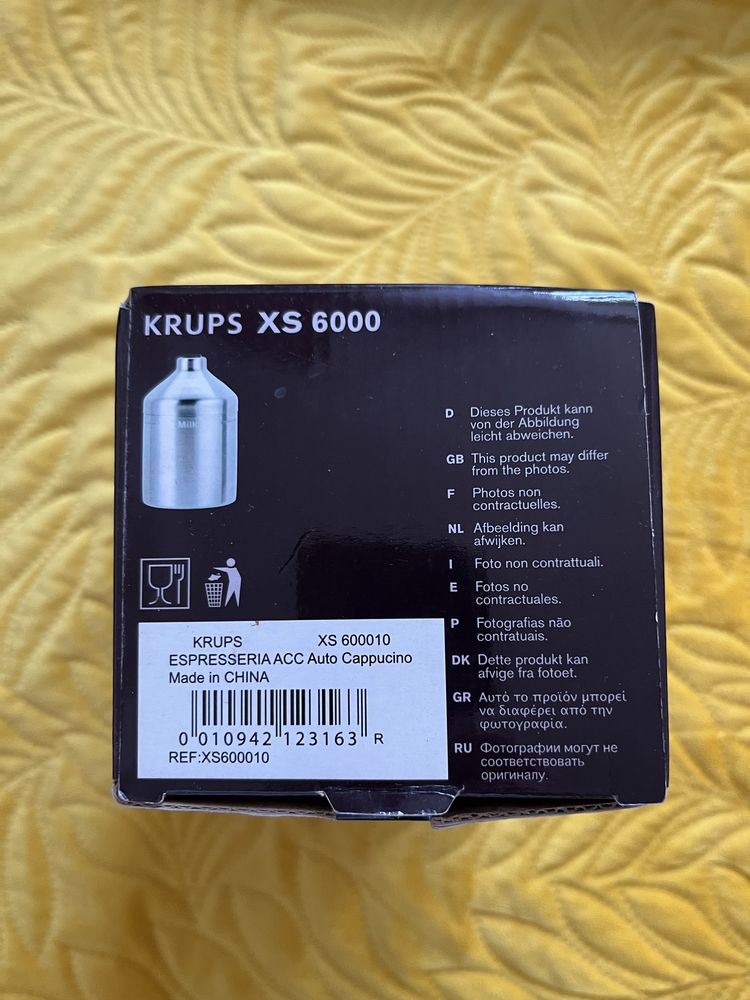 KRUPS XS 6000
Milk
D Dieses Produkt kann
von der Abbildung
leicht abweichen.
GB This product may differ
from the photos.
F Photos non
contractuelles.
NL Afbeelding kan
afwijken.
I Foto non contrattuali.
E Fotos no
contractuales.
P Fotografias não
contratuais.
DK Dette produkt kan
afvige fra fotoet.
GR Αυτό το προϊόν μπορεί
να διαφέρει από την
φωτογραφία.
RU Фотографии могут не
соответствовать
оригиналу.
KRUPS XS 600010
ESPRESSERIA ACC Auto Cappucino
Made in CHINA
0 010942 123163 R
REF:XS600010